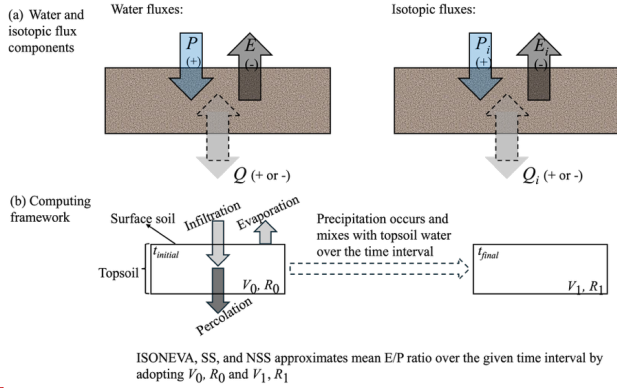 (a) Water and
isotopic flux
components
Water fluxes:
P
(+)
E
(-)
Q (+ or -)
Isotopic fluxes:
Pi
(+)
Ei
(-)
Qi (+ or -)
(b) Computing
framework
Surface soil
Infiltration
Evaporation
Topsoil
tinitial
V0, R0
Percolation
Precipitation occurs and
mixes with topsoil water
over the time interval
tfinal
V1, R1
ISONEVA, SS, and NSS approximates mean E/P ratio over the given time interval by
adopting V0, R0 and V1, R1